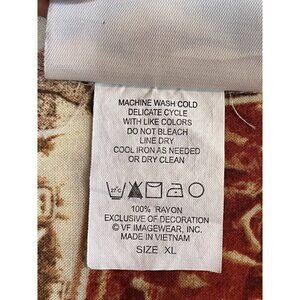 MACHINE WASH COLD
DELICATE CYCLE
WITH LIKE COLORS
DO NOT BLEACH
LINE DRY
COOL IRON AS NEEDED
OR DRY CLEAN
100% RAYON
EXCLUSIVE OF DECORATION
© VF IMAGEWEAR, INC.
MADE IN VIETNAM
SIZE XL